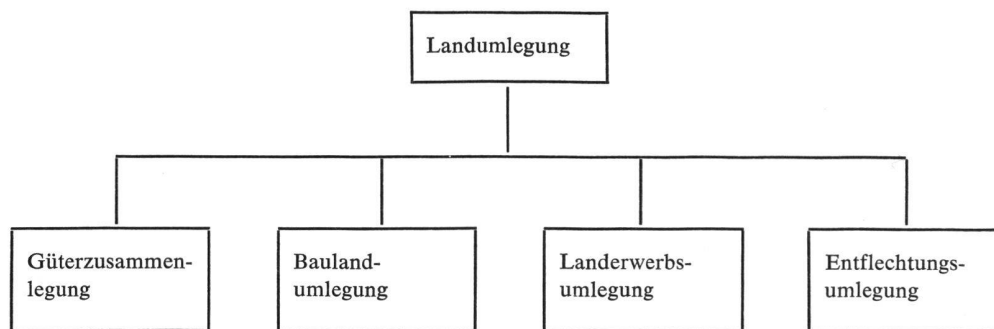 Landumlegung
Güterzusammen-
legung
Bauland-
umlegung
Landerwerbs-
umlegung
Entflechtungs-
umlegung